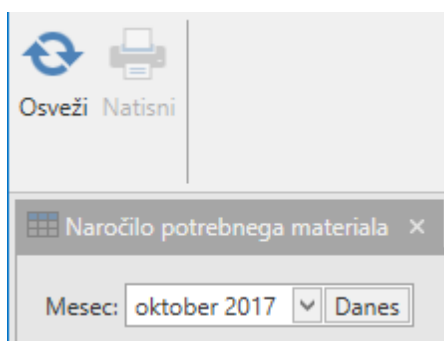 Osveži Natisni
Naročilo potrebnega materiala
Mesec: oktober 2017 Danes